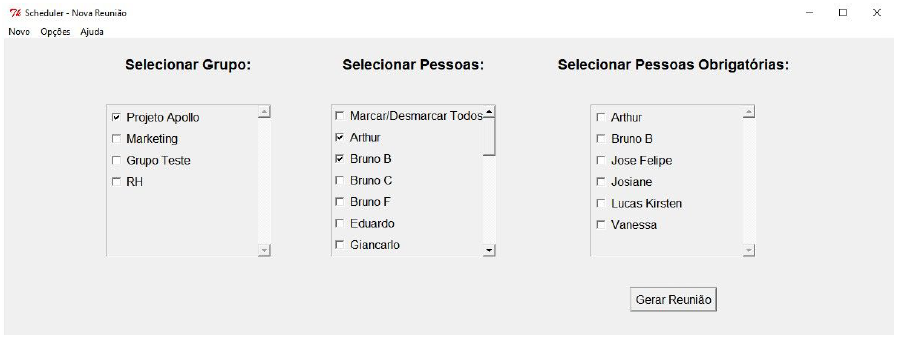 Scheduler - Nova Reunião
Novo Opções Ajuda
Selecionar Grupo:
Projeto Apollo
Marketing
Grupo Teste
RH
Selecionar Pessoas:
Marcar/Desmarcar Todos
Arthur
Bruno B
Bruno C
Bruno F
Eduardo
Giancarlo
Selecionar Pessoas Obrigatórias:
Arthur
Bruno B
Jose Felipe
Josiane
Lucas Kirsten
Vanessa
Gerar Reunião